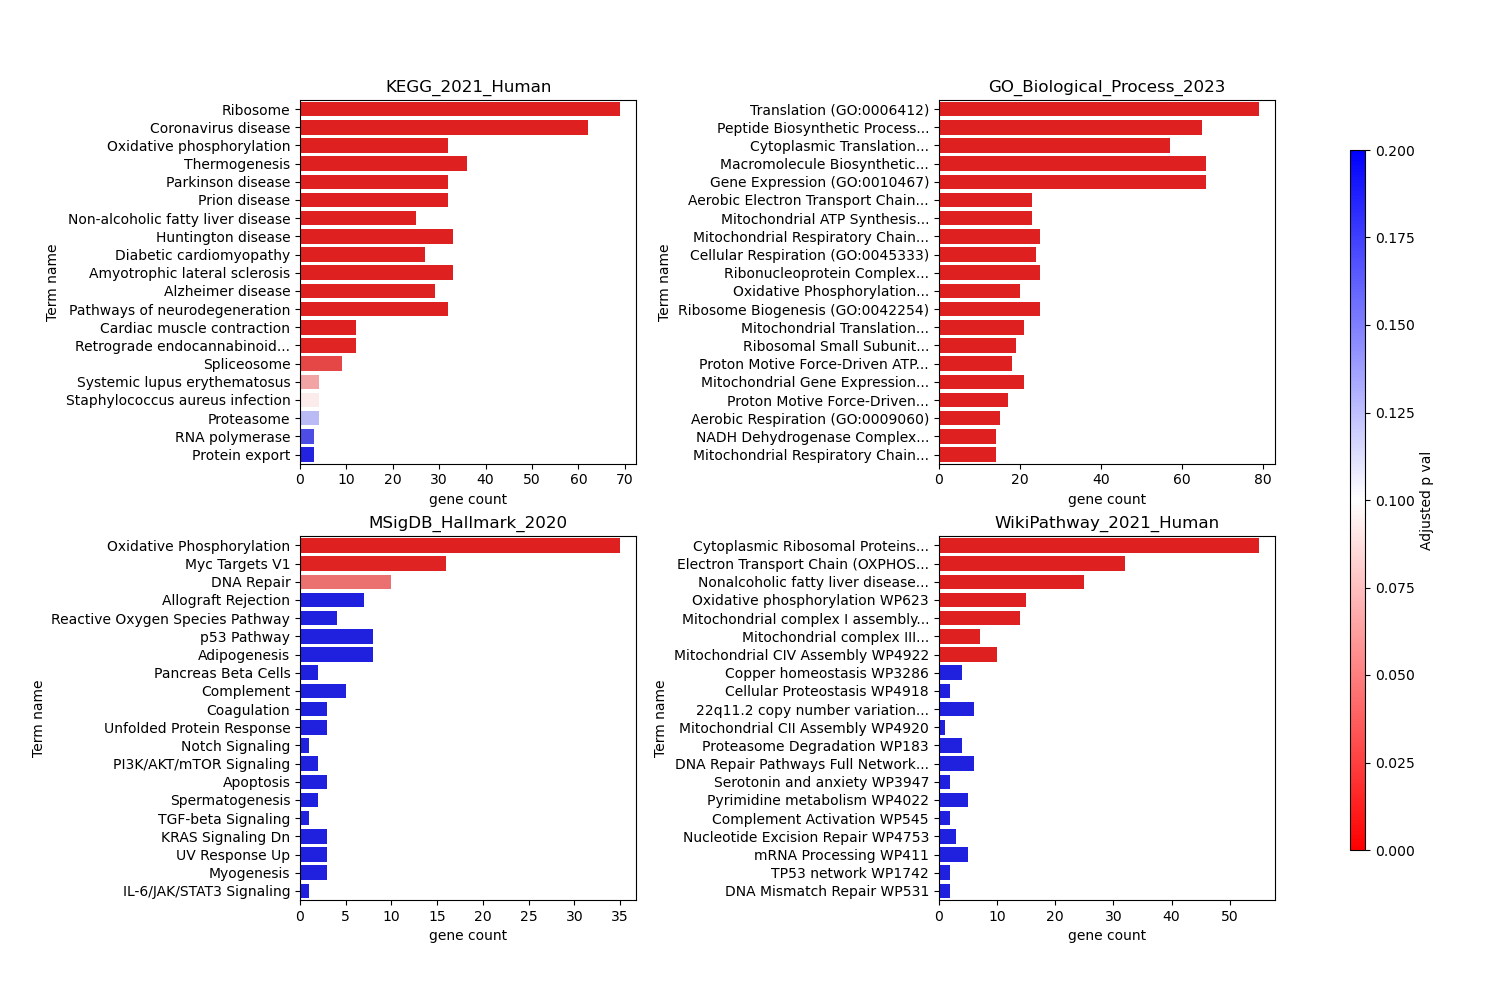 KEGG_2021_Human
Term name
Ribosome
Coronavirus disease
Oxidative phosphorylation
Thermogenesis
Parkinson disease
Prion disease
Non-alcoholic fatty liver disease
Huntington disease
Diabetic cardiomyopathy
Amyotrophic lateral sclerosis
Alzheimer disease
Pathways of neurodegeneration
Cardiac muscle contraction
Retrograde endocannabinoid...
Spliceosome
Systemic lupus erythematosus
Staphylococcus aureus infection
Proteasome
RNA polymerase
Protein export
0 10 20 30 40 50 60 70
gene count
GO_Biological_Process_2023
Term name
Translation (GO:0006412)
Peptide Biosynthetic Process...
Cytoplasmic Translation...
Macromolecule Biosynthetic...
Gene Expression (GO:0010467)
Aerobic Electron Transport Chain...
Mitochondrial ATP Synthesis...
Mitochondrial Respiratory Chain...
Cellular Respiration (GO:0045333)
Ribonucleoprotein Complex...
Oxidative Phosphorylation...
Ribosome Biogenesis (GO:0042254)
Mitochondrial Translation...
Ribosomal Small Subunit...
Proton Motive Force-Driven ATP...
Mitochondrial Gene Expression...
Proton Motive Force-Driven...
Aerobic Respiration (GO:0009060)
NADH Dehydrogenase Complex...
Mitochondrial Respiratory Chain...
0 20 40 60 80
gene count
MSigDB_Hallmark_2020
Term name
Oxidative Phosphorylation
Myc Targets V1
DNA Repair
Allograft Rejection
Reactive Oxygen Species Pathway
p53 Pathway
Adipogenesis
Pancreas Beta Cells
Complement
Coagulation
Unfolded Protein Response
Notch Signaling
PI3K/AKT/mTOR Signaling
Apoptosis
Spermatogenesis
TGF-beta Signaling
KRAS Signaling Dn
UV Response Up
Myogenesis
IL-6/JAK/STAT3 Signaling
0 5 10 15 20 25 30 35
gene count
WikiPathway_2021_Human
Term name
Cytoplasmic Ribosomal Proteins...
Electron Transport Chain (OXPHOS...
Nonalcoholic fatty liver disease...
Oxidative phosphorylation WP623
Mitochondrial complex I assembly...
Mitochondrial complex III...
Mitochondrial CIV Assembly WP4922
Copper homeostasis WP3286
Cellular Proteostasis WP4918
22q11.2 copy number variation...
Mitochondrial CII Assembly WP4920
Proteasome Degradation WP183
DNA Repair Pathways Full Network...
Serotonin and anxiety WP3947
Pyrimidine metabolism WP4022
Complement Activation WP545
Nucleotide Excision Repair WP4753
mRNA Processing WP411
TP53 network WP1742
DNA Mismatch Repair WP531
0 10 20 30 40 50
gene count
0.200
0.175
0.150
0.125
0.100
0.075
0.050
0.025
0.000
Adjusted p val